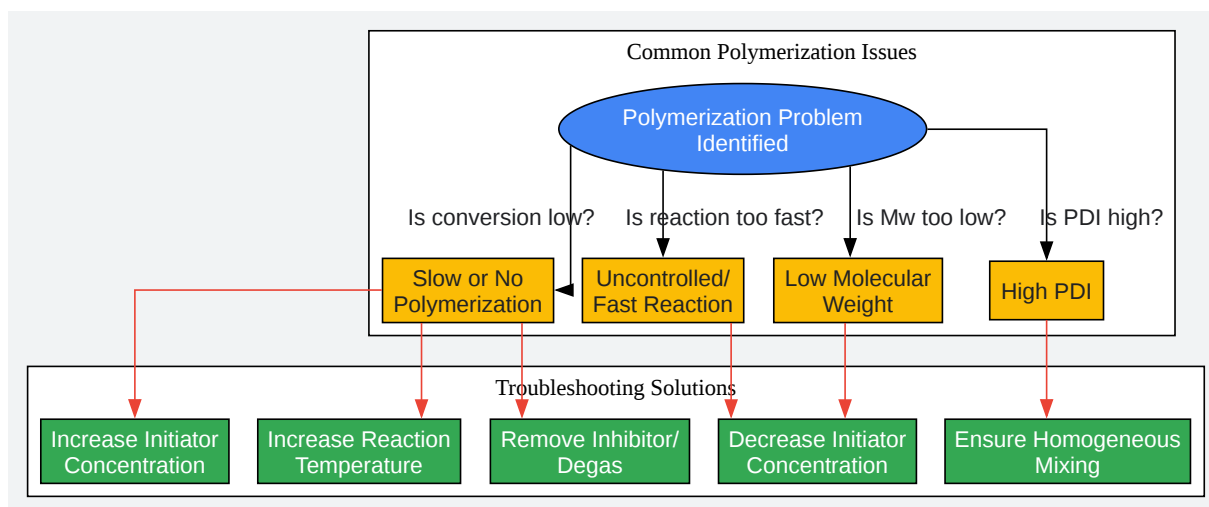 Common Polymerization Issues
Polymerization Problem
Identified
Is conversion low?
Is reaction too fast?
Is Mw too low?
Is PDI high?
Slow or No
Polymerization
Uncontrolled/
Fast Reaction
Low Molecular
Weight
High PDI
Troubleshooting Solutions
Increase Initiator
Concentration
Increase Reaction
Temperature
Remove Inhibitor/
Degas
Decrease Initiator
Concentration
Ensure Homogeneous
Mixing